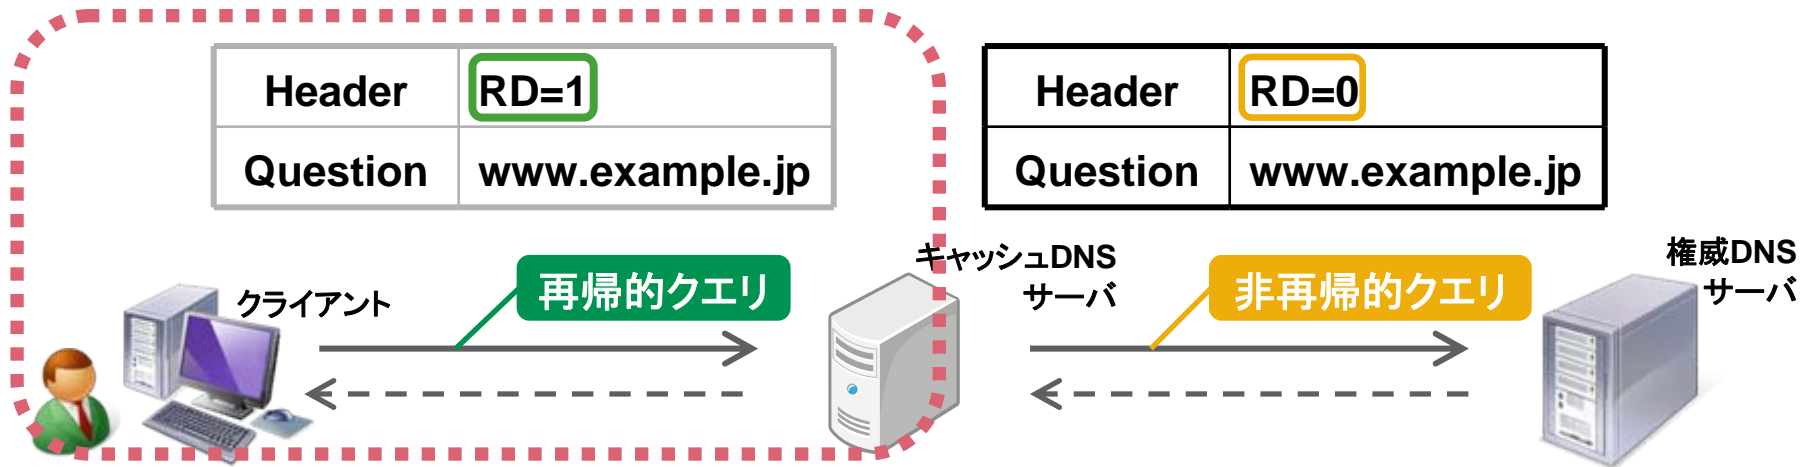 Header RD=1
Question www.example.jp
Header RD=0
Question www.example.jp
クライアント
再帰的クエリ
キャッシュDNS
サーバ
非再帰的クエリ
権威DNS
サーバ